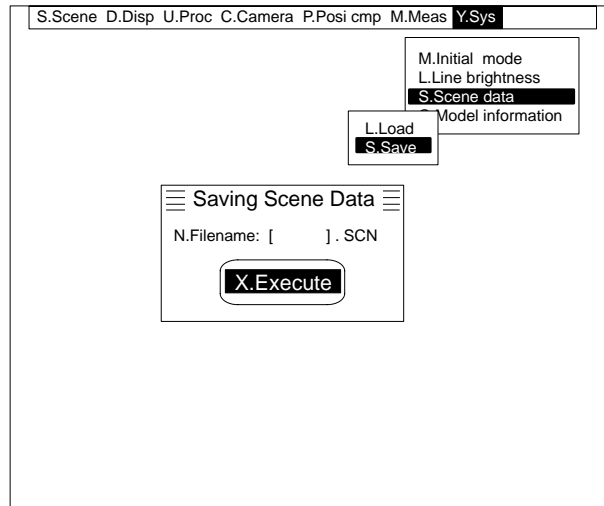 S.Scene D.Disp U.Proc C.Camera P.Posi cmp M.Meas Y.Sys
M.Initial mode
L.Line brightness
S.Scene data
Model information
L.Load
S.Save
Saving Scene Data
N.Filename: [ ] . SCN
X.Execute